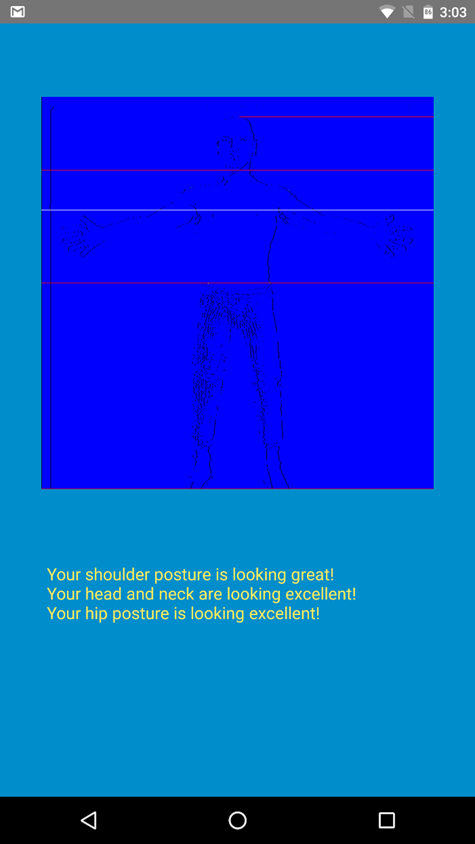 86 3:03
Your shoulder posture is looking great!
Your head and neck are looking excellent!
Your hip posture is looking excellent!